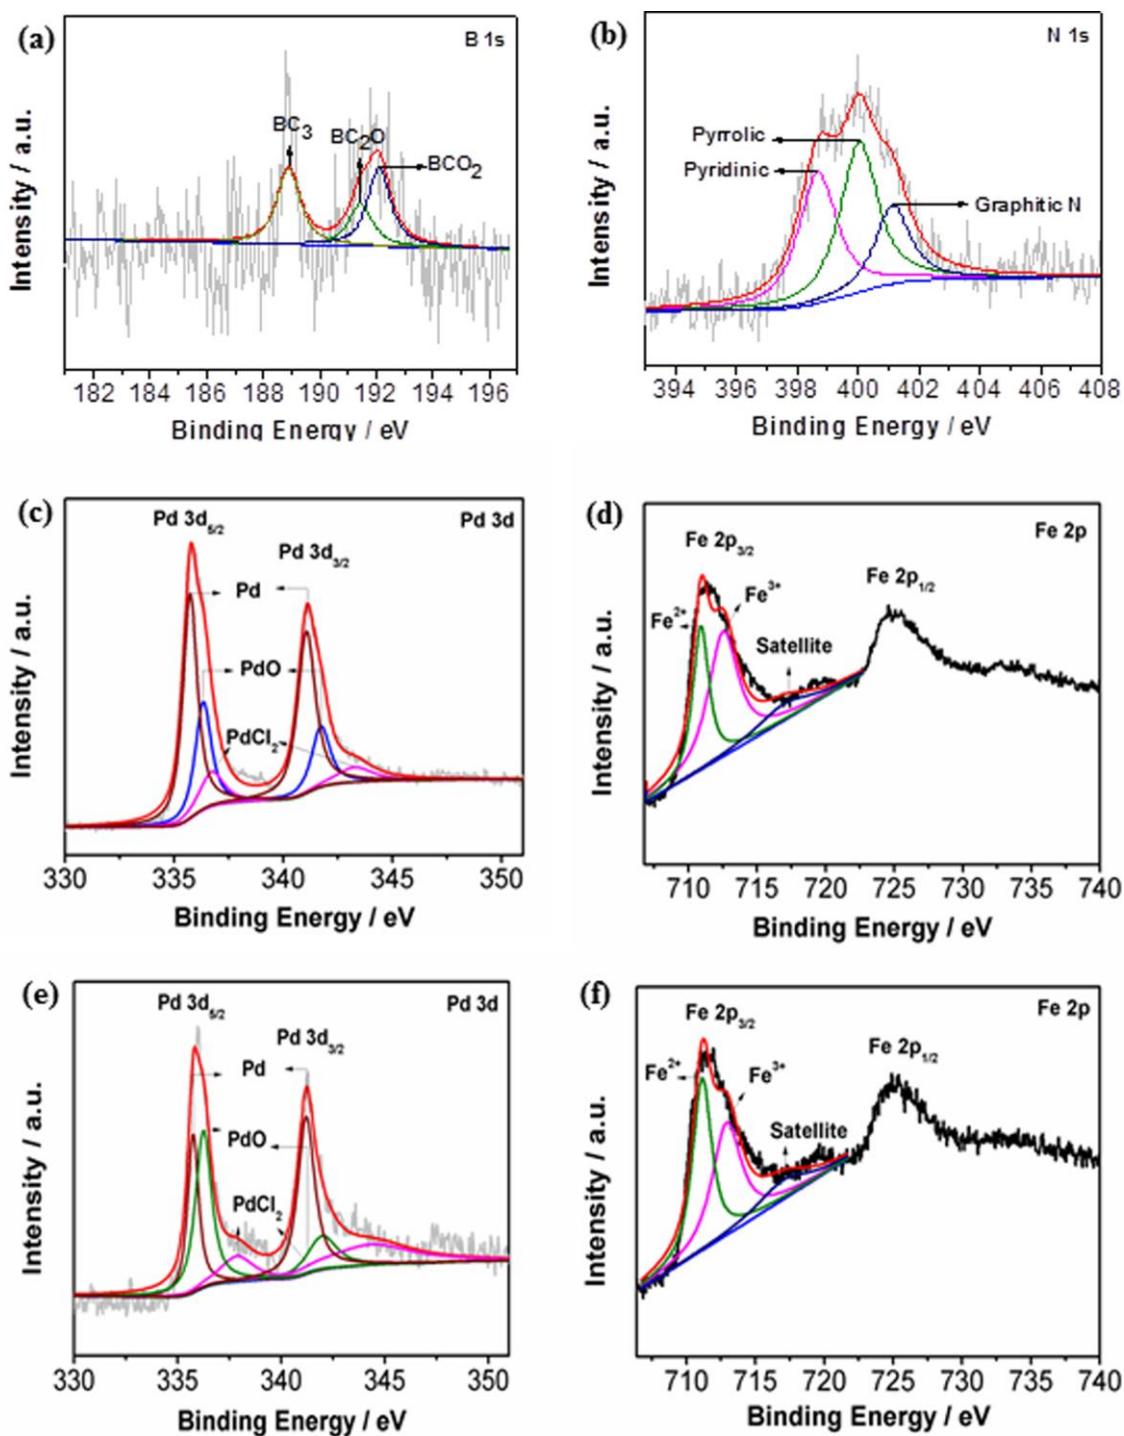 (a)
B 1s
BC3
BC2O
BCO2
Intensity / a.u.
182 184 186 188 190 192 194 196
Binding Energy / eV
(b)
N 1s
Pyrrolic
Pyridinic
Graphitic N
Intensity / a.u.
394 396 398 400 402 404 406 408
Binding Energy / eV
(c)
Pd 3d5/2
Pd 3d
Pd 3d3/2
Pd
PdO
PdCl2
Intensity / a.u.
330 335 340 345 350
Binding Energy / eV
(d)
Fe 2p
Fe 2p3/2
Fe 2p1/2
Fe3+
Fe2+
Satellite
Intensity / a.u.
710 715 720 725 730 735 740
Binding Energy / eV
(e)
Pd 3d5/2
Pd 3d
Pd 3d3/2
Pd
PdO
PdCl2
Intensity / a.u.
330 335 340 345 350
Binding Energy / eV
(f)
Fe 2p
Fe 2p3/2
Fe 2p1/2
Fe2+
Fe3+
Satellite
Intensity / a.u.
710 715 720 725 730 735 740
Binding Energy / eV